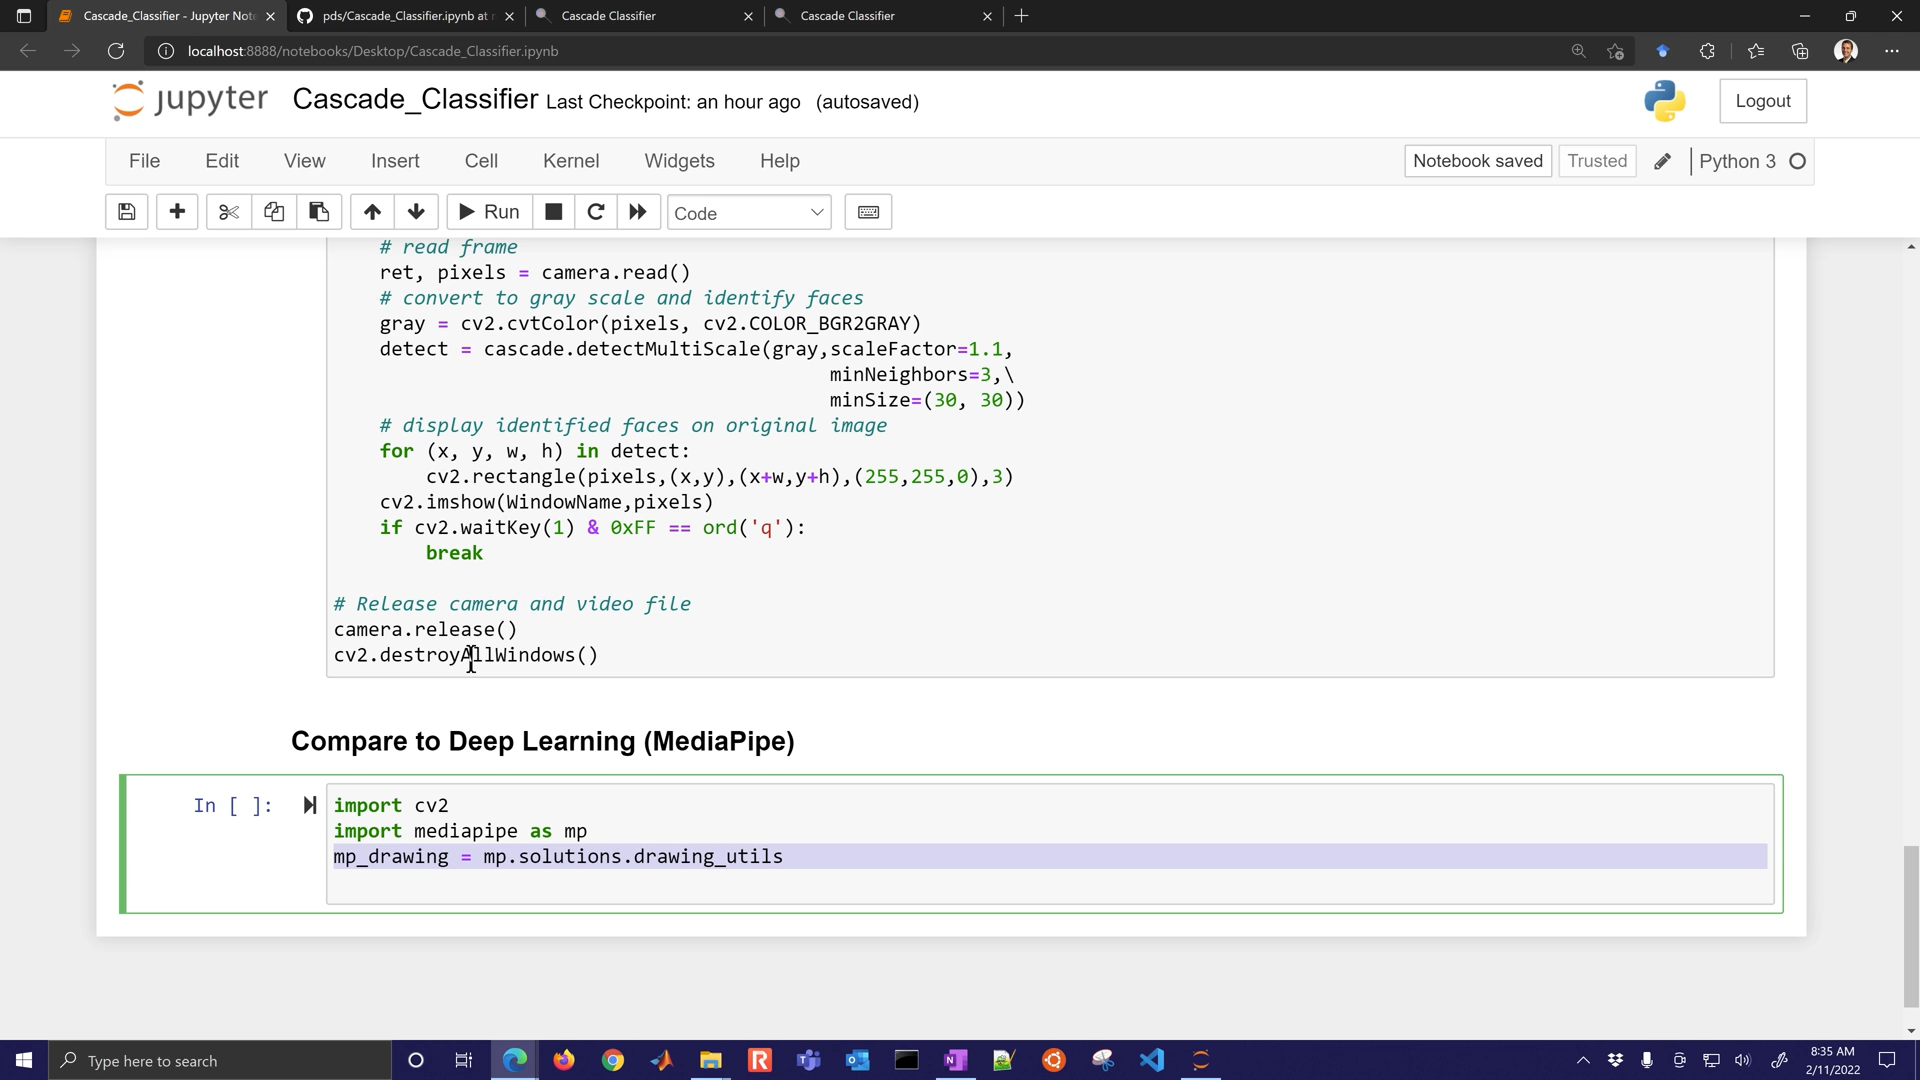 Cascade_Classifier - Jupyter Note
pds/Cascade_Classifier.ipynb at
Cascade Classifier
Cascade Classifier
localhost:8888/notebooks/Desktop/Cascade_Classifier.ipynb
jupyter
Cascade_Classifier Last Checkpoint: an hour ago (autosaved)
Logout
File Edit View Insert Cell Kernel Widgets Help
Notebook saved Trusted Python 3
Run Code
# read frame
ret, pixels = camera.read()
# convert to gray scale and identify faces
gray = cv2.cvtColor(pixels, cv2.COLOR_BGR2GRAY)
detect = cascade.detectMultiScale(gray,scaleFactor=1.1,
minNeighbors=3,\
minSize=(30, 30))
# display identified faces on original image
for (x, y, w, h) in detect:
cv2.rectangle(pixels,(x,y),(x+w,y+h),(255,255,0),3)
cv2.imshow(WindowName,pixels)
if cv2.waitKey(1) & 0xFF == ord('q'):
break
# Release camera and video file
camera.release()
cv2.destroyAllWindows()
Compare to Deep Learning (MediaPipe)
In [ ]:
import cv2
import mediapipe as mp
mp_drawing = mp.solutions.drawing_utils
Type here to search
8:35 AM
2/11/2022